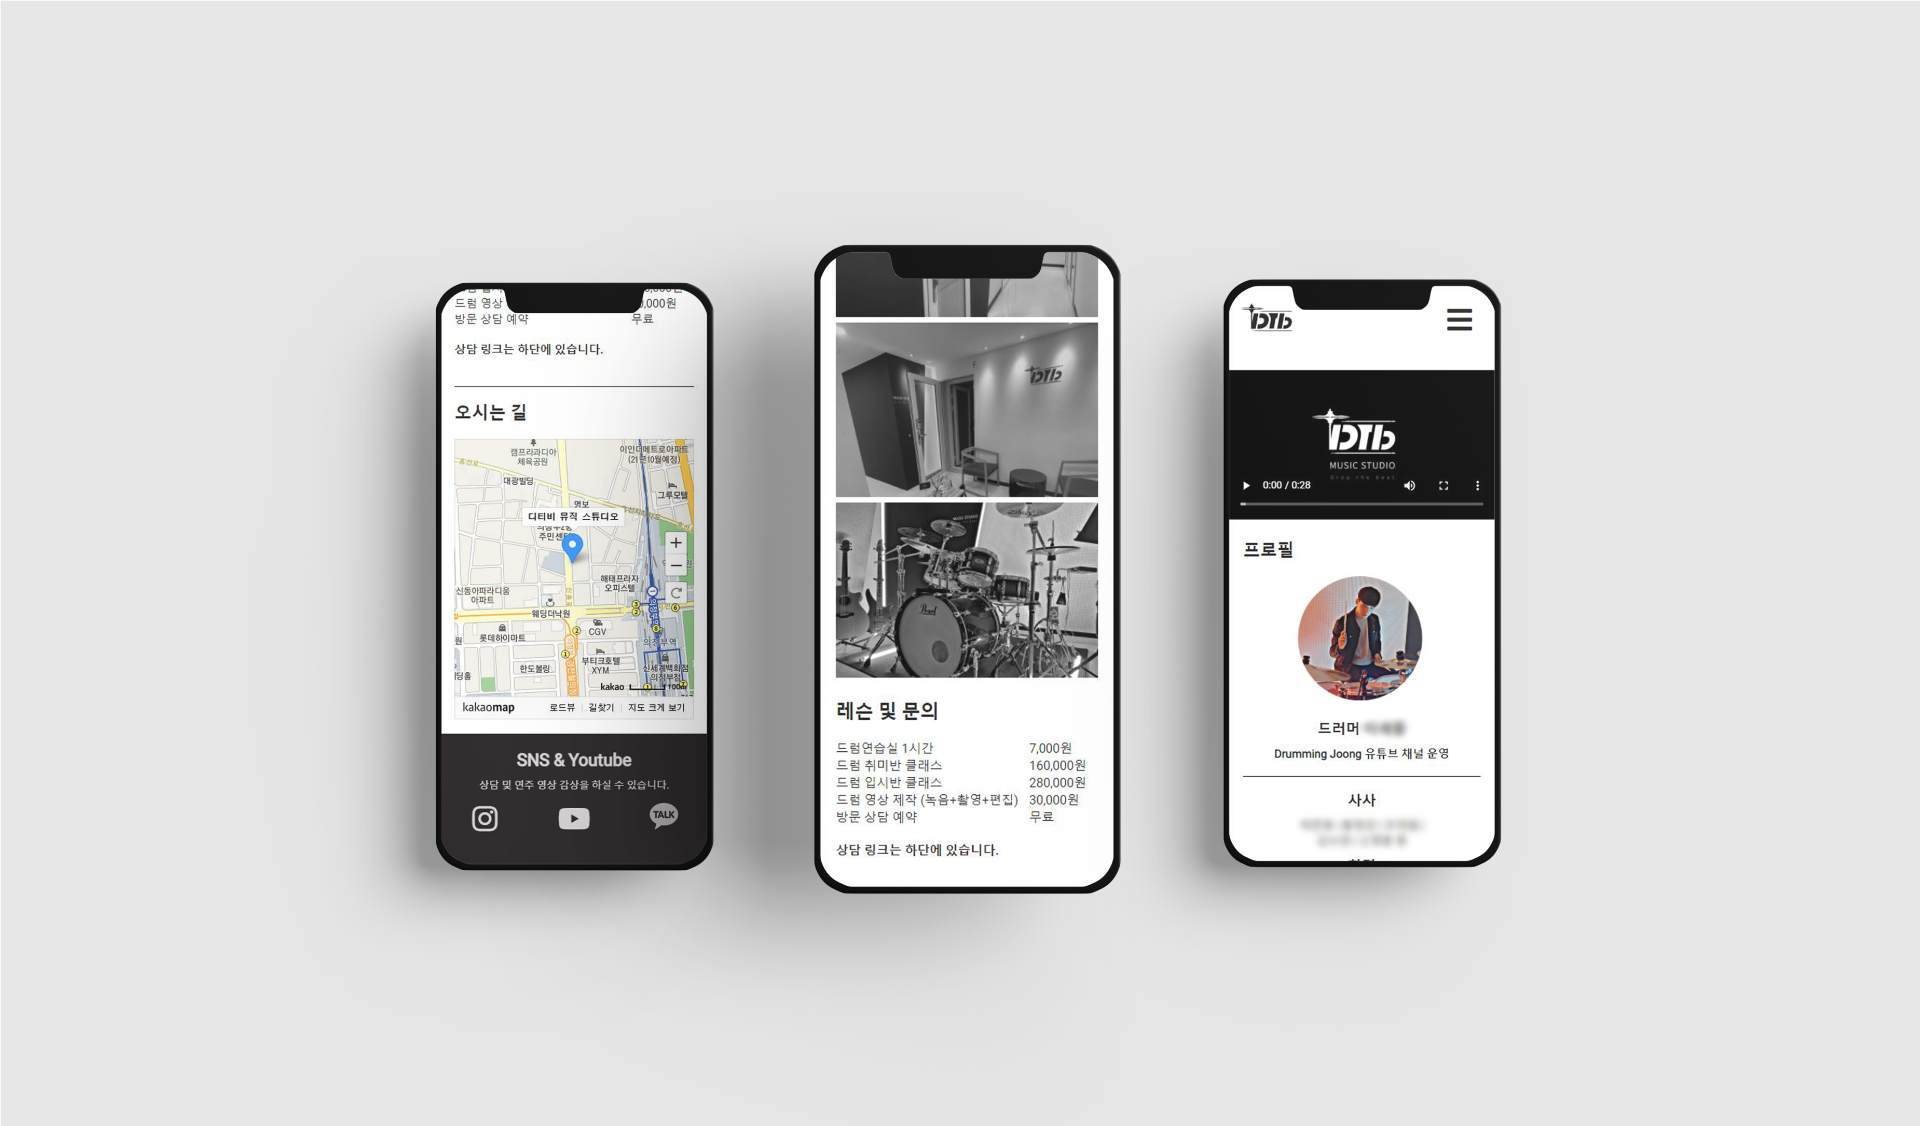 드럼 영상
0,000원
방문 상담 예약 무료
상담 링크는 하단에 있습니다.
오시는 길
캠프라과디아
체육공원
이안더메트로아파트
(21년10월예정)
대광빌딩
그루모텔
명보
디티비 뮤직 스튜디오
의정부2동
주민센터
해태프라자
오피스텔
신동아파라디움
아파트
웨딩더낙원
CGV
롯데하이마트
의정부역
부티크호텔
XYM
한도볼링
신세계백화점
의정부점
kakao
100m
kakaomap
로드뷰 길찾기 지도 크게 보기
SNS & Youtube
상담 및 연주 영상 감상을 하실 수 있습니다.
TALK
DTb
Pearl
레슨 및 문의
드럼연습실 1시간 7,000원
드럼 취미반 클래스 160,000원
드럼 입시반 클래스 280,000원
드럼 영상 제작 (녹음+촬영+편집) 30,000원
방문 상담 예약 무료
상담 링크는 하단에 있습니다.
DTb
DTb
MUSIC STUDIO
Drop the beat
0:00 / 0:28
프로필
드러머
Drumming Joong 유튜브 채널 운영
사사